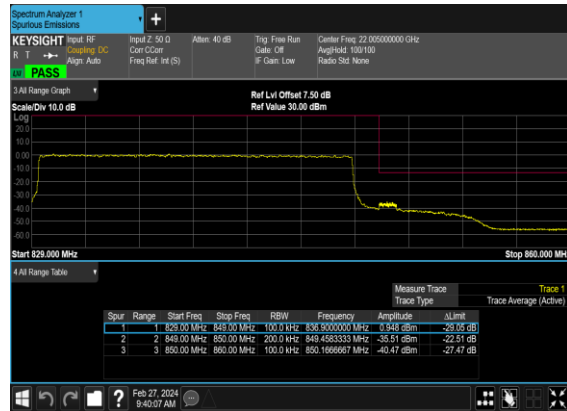 Spectrum Analyzer 1
Spurious Emissions
KEYSIGHT Input: RF Input Z: 50 Ω Atten: 40 dB Trig: Free Run Center Freq: 22.005000000 GHz
R T Coupling: DC Corr CCorr Gate: Off Avg|Hold: 100/100
Align: Auto Freq Ref: Int (S) IF Gain: Low Radio Std: None
PASS
3 All Range Graph Ref Lvl Offset 7.50 dB
Scale/Div 10.0 dB Ref Value 30.00 dBm
Log
20.0
10.0
0.00
-10.0
-20.0
-30.0
-40.0
-50.0
-60.0
Start 829.000 MHz Stop 860.000 MH
4 All Range Table
Measure Trace Trace 1
Trace Type Trace Average (Active)
Spur Range Start Freq Stop Freq RBW Frequency Amplitude ΔLimit
1 1 829.00 MHz 849.00 MHz 100.0 kHz 836.9000000 MHz 0.948 dBm -29.05 dB
2 2 849.00 MHz 850.00 MHz 200.0 kHz 849.4583333 MHz -35.51 dBm -22.51 dB
3 3 850.00 MHz 860.00 MHz 100.0 kHz 850.1666667 MHz -40.47 dBm -27.47 dB
Feb 27, 2024
9:40:07 AM